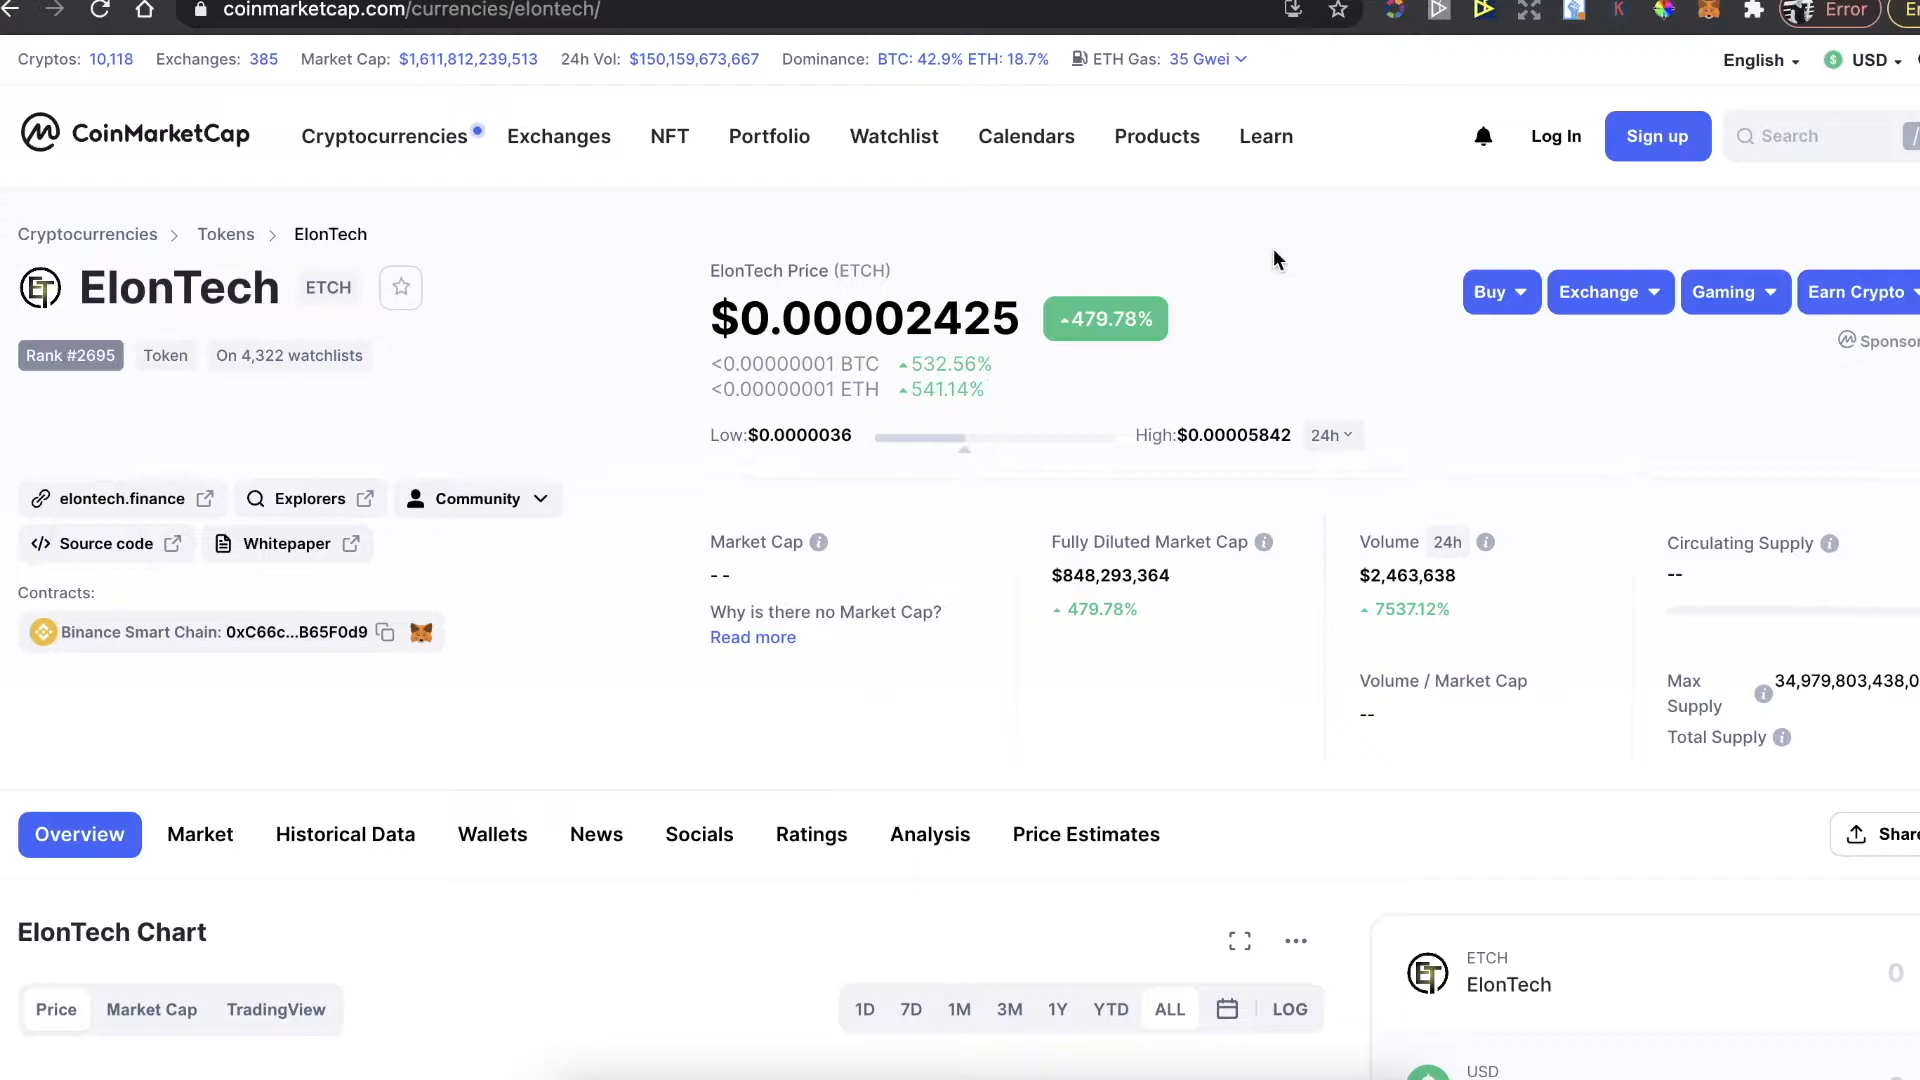 coinmarketcap.com/currencies/elontech/
Error
Cryptos: 10,118 Exchanges: 385 Market Cap: $1,611,812,239,513 24h Vol: $150,159,673,667 Dominance: BTC: 42.9% ETH: 18.7% ETH Gas: 35 Gwei English USD
CoinMarketCap Cryptocurrencies Exchanges NFT Portfolio Watchlist Calendars Products Learn Log In Sign up Search /
Cryptocurrencies > Tokens > ElonTech
ElonTech ETCH
Rank #2695 Token On 4,322 watchlists
ElonTech Price (ETCH)
$0.00002425 479.78%
<0.00000001 BTC 532.56%
<0.00000001 ETH 541.14%
Low:$0.0000036 High:$0.00005842 24h
Buy Exchange Gaming Earn Crypto
Sponsor
elontech.finance Explorers Community
Source code Whitepaper
Contracts:
Binance Smart Chain: 0xC66c...B65F0d9
Market Cap
- -
Why is there no Market Cap?
Read more
Fully Diluted Market Cap
$848,293,364
479.78%
Volume 24h
$2,463,638
7537.12%
Volume / Market Cap
--
Circulating Supply
--
Max Supply 34,979,803,438,0
Total Supply
Overview Market Historical Data Wallets News Socials Ratings Analysis Price Estimates Share
ElonTech Chart
Price Market Cap TradingView
1D 7D 1M 3M 1Y YTD ALL LOG
ETCH
ElonTech 0
USD